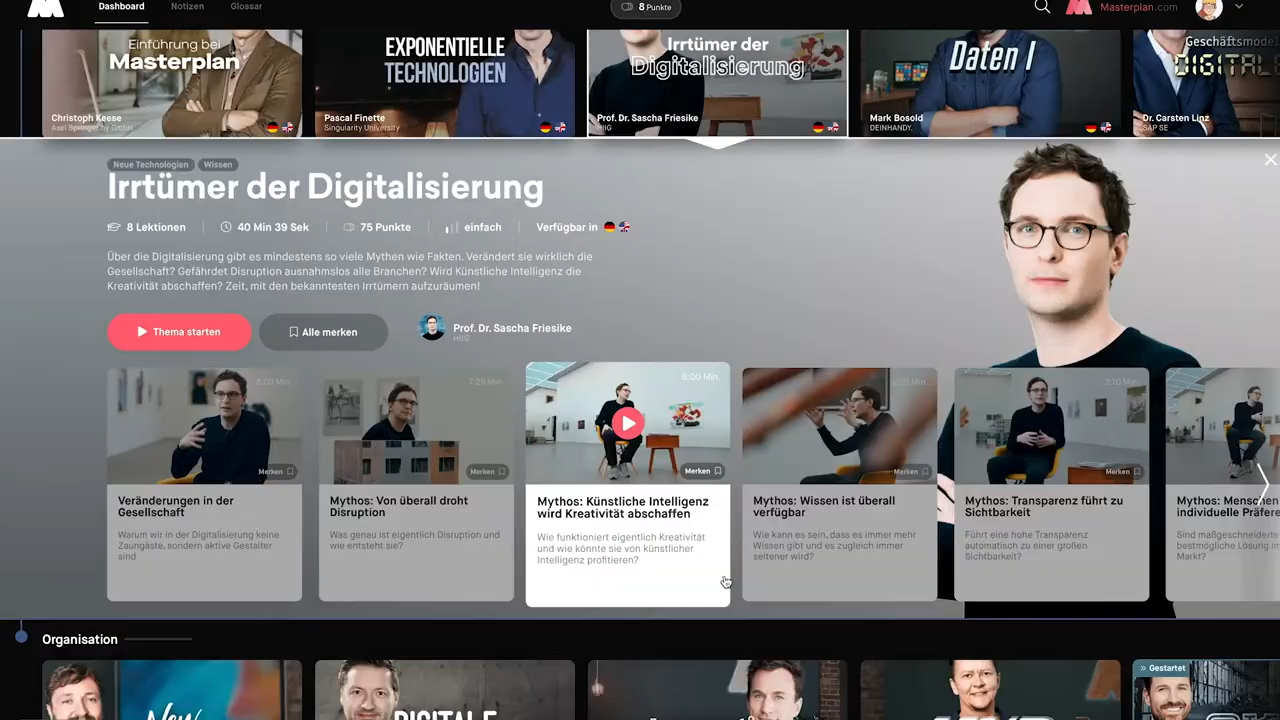 Dashboard
Notizen
Glossar
8 Punkte
Masterplan.com
Einführung bei
Masterplan
Christoph Keese
Axel Springer hy GmbH
EXPONENTIELLE
TECHNOLOGIEN
Pascal Finette
Singularity University
Irrtümer der
Digitalisierung
Prof. Dr. Sascha Friesike
HIIG
Daten I
Mark Bosold
DEINHANDY.
Geschäftsmode
DIGITAL
Dr. Carsten Linz
SAP SE
Neue Technologien
Wissen
Irrtümer der Digitalisierung
8 Lektionen
40 Min 39 Sek
75 Punkte
einfach
Verfügbar in
Über die Digitalisierung gibt es mindestens so viele Mythen wie Fakten. Verändert sie wirklich die
Gesellschaft? Gefährdet Disruption ausnahmslos alle Branchen? Wird Künstliche Intelligenz die
Kreativität abschaffen? Zeit, mit den bekanntesten Irrtümern aufzuräumen!
Thema starten
Alle merken
Prof. Dr. Sascha Friesike
HIIG
Min.
Merken
Veränderungen in der
Gesellschaft
Warum wir in der Digitalisierung keine
Zaungäste, sondern aktive Gestalter
sind
7:25 Min.
Merken
Mythos: Von überall droht
Disruption
Was genau ist eigentlich Disruption und
wie entsteht sie?
6:00 Min.
Merken
Mythos: Künstliche Intelligenz
wird Kreativität abschaffen
Wie funktioniert eigentlich Kreativität
und wie könnte sie von künstlicher
Intelligenz profitieren?
Min.
Merken
Mythos: Wissen ist überall
verfügbar
Wie kann es sein, dass es immer mehr
Wissen gibt und es zugleich immer
seltener wird?
3:10 Min.
Merken
Mythos: Transparenz führt zu
Sichtbarkeit
Führt eine hohe Transparenz
automatisch zu einer großen
Sichtbarkeit?
Mythos: Mensch
individuelle Präfere
Sind maßgeschneiderte
bestmögliche Lösung im
Markt?
Organisation
New
DIGITALE
» Gestartet